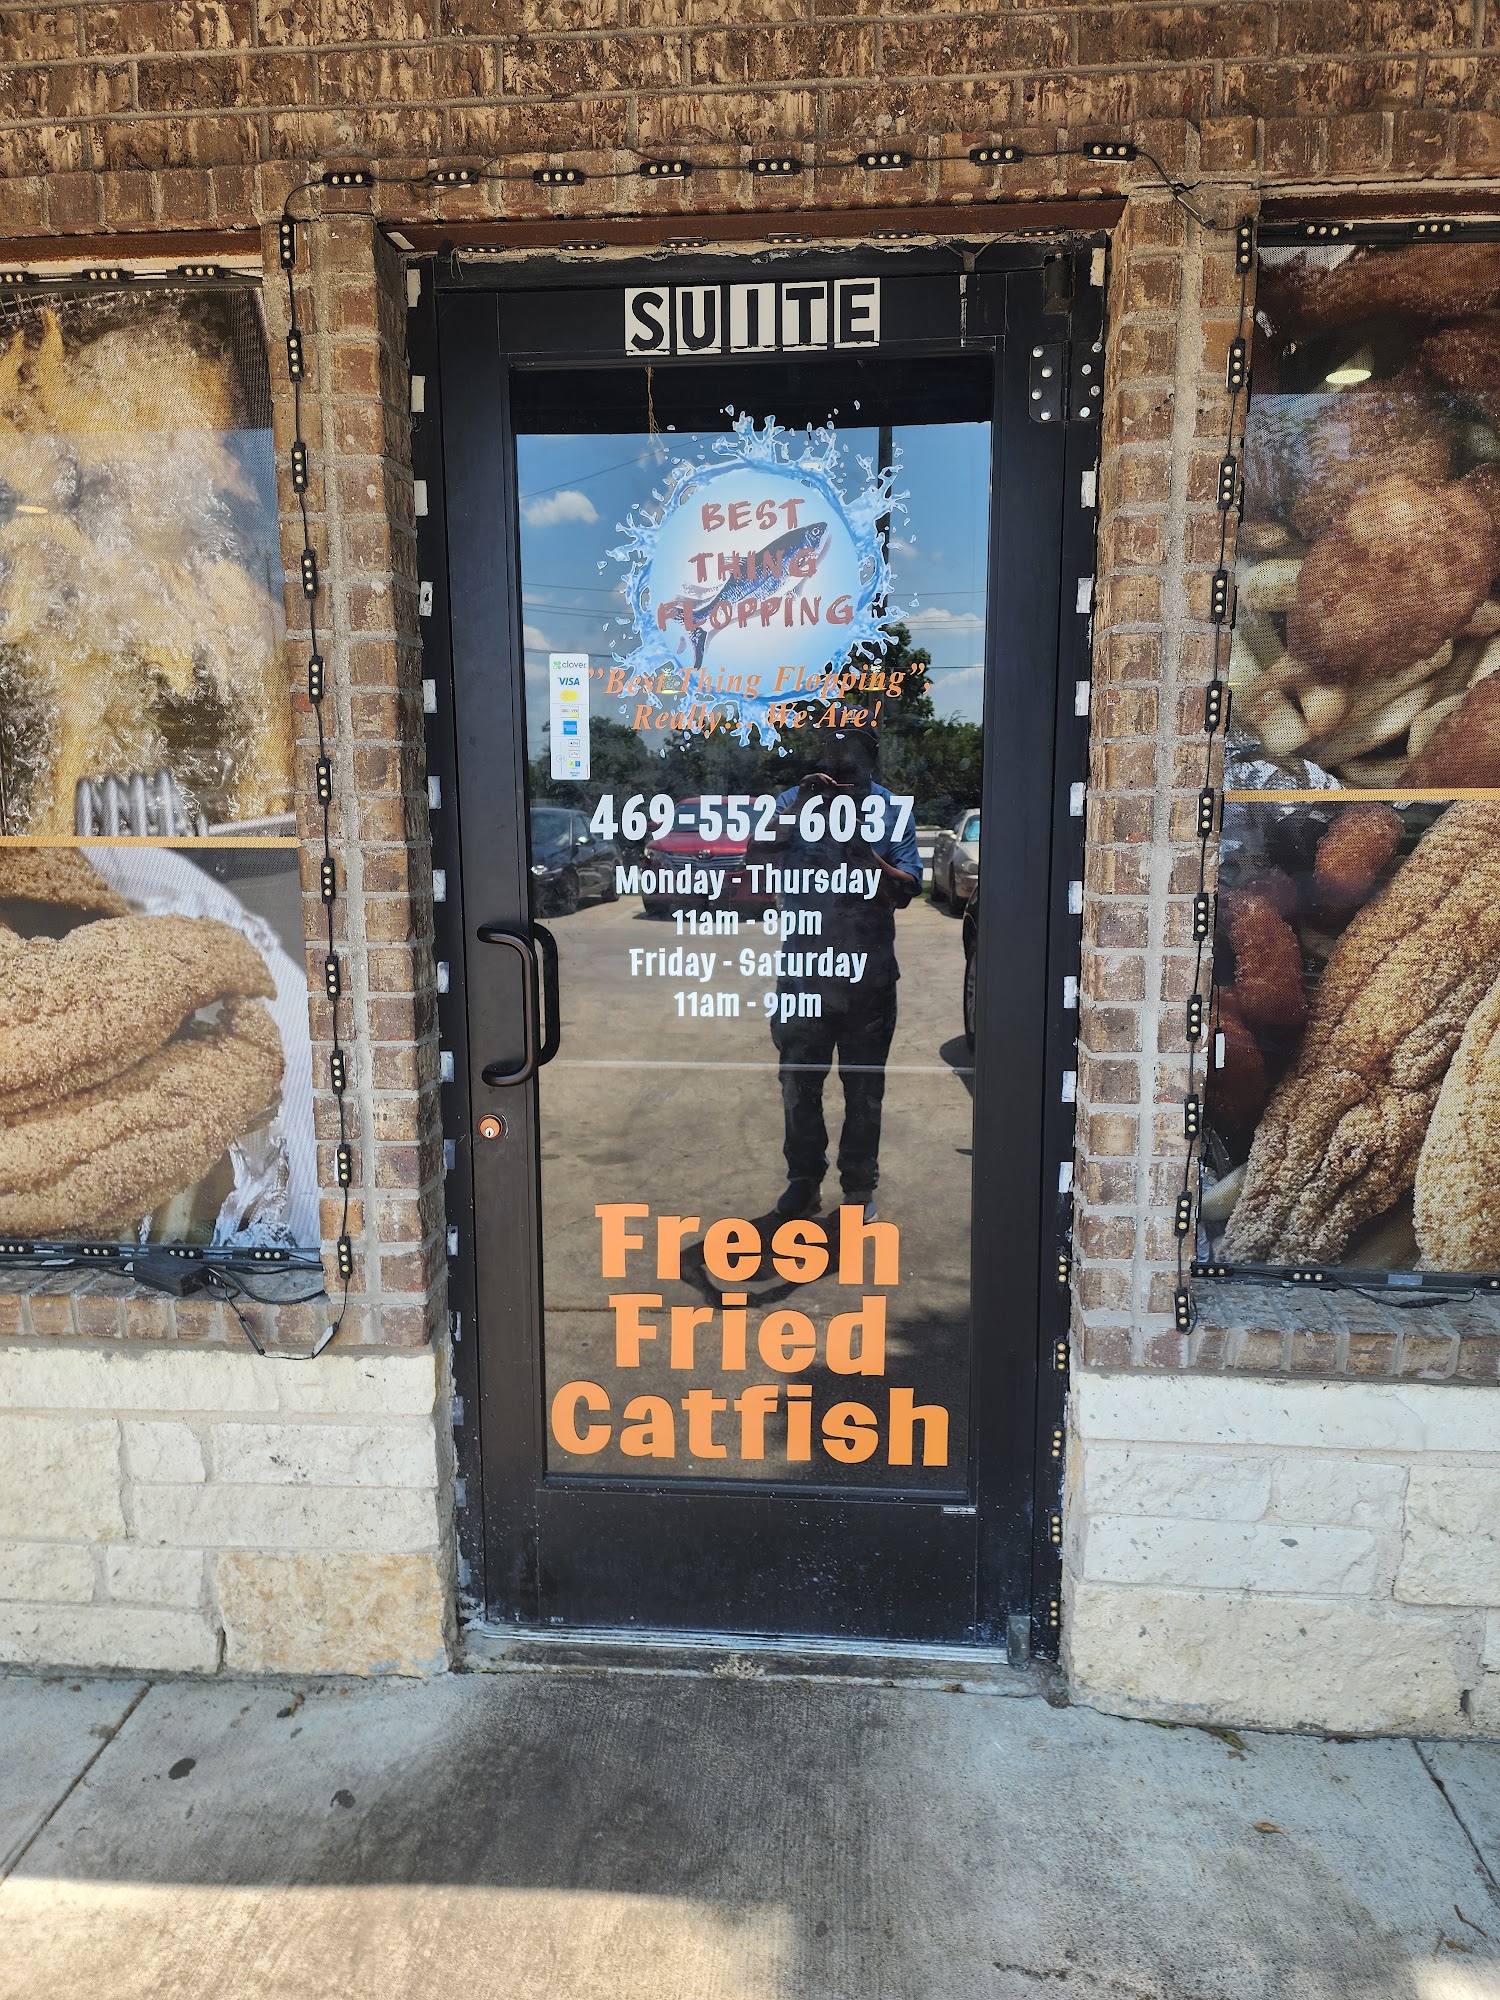 SUITE
BEST
THING
FLOPPING
"Best Thing Flopping",
Really... We Are!
clover
VISA
469-552-6037
Monday - Thursday
11am - 8pm
Friday - Saturday
11am - 9pm
Fresh
Fried
Catfish